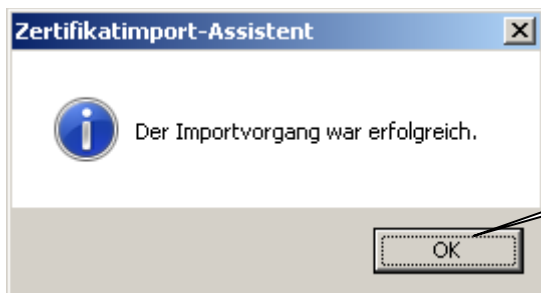 Zertifikatimport-Assistent
Der Importvorgang war erfolgreich.
OK